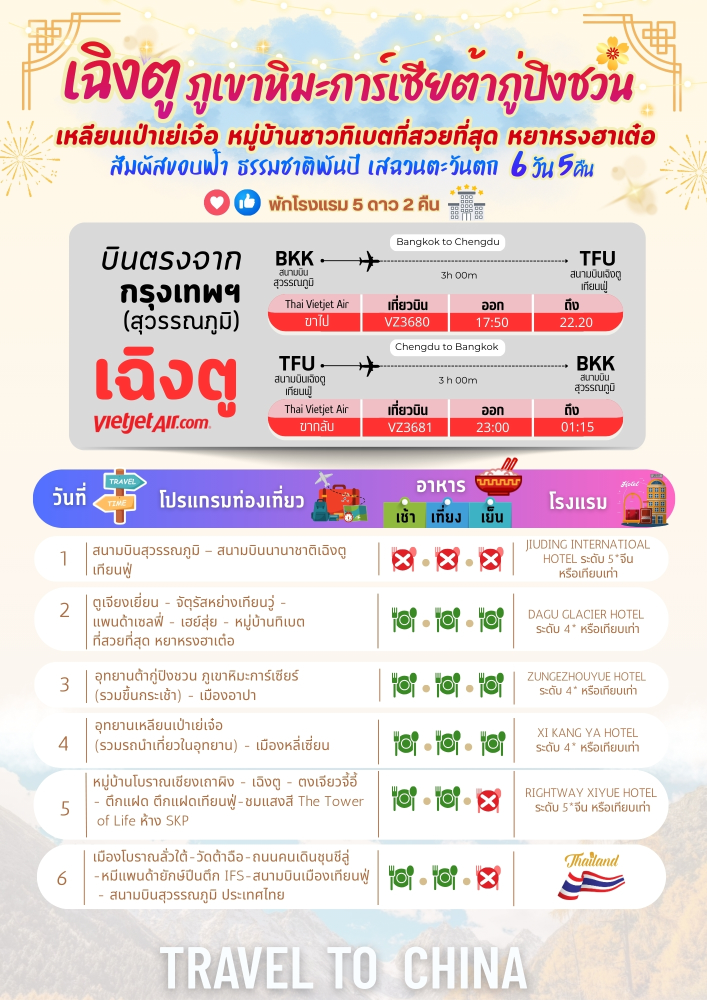 เฉิงตู ภูเขาหิมะการ์เซียต้ากู่ปิงชวน
เหลียนเป่าเย่เจ๋อ หมู่บ้านชาวทิเบตที่สวยที่สุด หยาหรงฮาเต๋อ
สัมผัสขอบฟ้า ธรรมชาติพันปี เสฉวนตะวันตก 6 วัน 5 คืน
พักโรงแรม 5 ดาว 2 คืน
บินตรงจาก
กรุงเทพฯ
(สุวรรณภูมิ)
เฉิงตู
vietjetAir.com
Bangkok to Chengdu
BKK
สนามบิน
สุวรรณภูมิ
3h 00m
TFU
สนามบินเฉิงตู
เทียนฟู่
Thai Vietjet Air เที่ยวบิน ออก ถึง
ขาไป VZ3680 17:50 22.20
Chengdu to Bangkok
TFU
สนามบินเฉิงตู
เทียนฟู่
3 h 00m
BKK
สนามบิน
สุวรรณภูมิ
Thai Vietjet Air เที่ยวบิน ออก ถึง
ขากลับ VZ3681 23:00 01:15
วันที่
TRAVEL
TIME
โปรแกรมท่องเที่ยว
อาหาร
เช้า เที่ยง เย็น
โรงแรม
Hotel
1
สนามบินสุวรรณภูมิ – สนามบินนานาชาติเฉิงตู
เทียนฟู่
JIUDING INTERNATIOAL
HOTEL ระดับ 5*จีน
หรือเทียบเท่า
2
ตูเจียงเยี่ยน - จัตุรัสหย่างเทียนวู่ -
แพนด้าเซลฟี่ - เฮย์สุ่ย - หมู่บ้านทิเบต
ที่สวยที่สุด หยาหรงฮาเต๋อ
DAGU GLACIER HOTEL
ระดับ 4* หรือเทียบเท่า
3
อุทยานต้ากู่ปิงชวน ภูเขาหิมะการ์เซียร์
(รวมขึ้นกระเช้า) - เมืองอาปา
ZUNGEZHOUYUE HOTEL
ระดับ 4* หรือเทียบเท่า
4
อุทยานเหลียนเป่าเย่เจ๋อ
(รวมรถนำเที่ยวในอุทยาน) - เมืองหลี่เซี่ยน
XI KANG YA HOTEL
ระดับ 4* หรือเทียบเท่า
5
หมู่บ้านโบราณเชียงเถาผิง - เฉิงตู - ตงเจียวจี้อี้
- ตึกแฝด ตึกแฝดเทียนฟู่-ชมแสงสี The Tower
of Life ห้าง SKP
RIGHTWAY XIYUE HOTEL
ระดับ 5*จีน หรือเทียบเท่า
6
เมืองโบราณลั่วใต้-วัดต้าฉือ-ถนนคนเดินชุนซีลู่
-หมีแพนด้ายักษ์ปีนตึก IFS-สนามบินเมืองเทียนฟู่
- สนามบินสุวรรณภูมิ ประเทศไทย
Thailand
TRAVEL TO CHINA